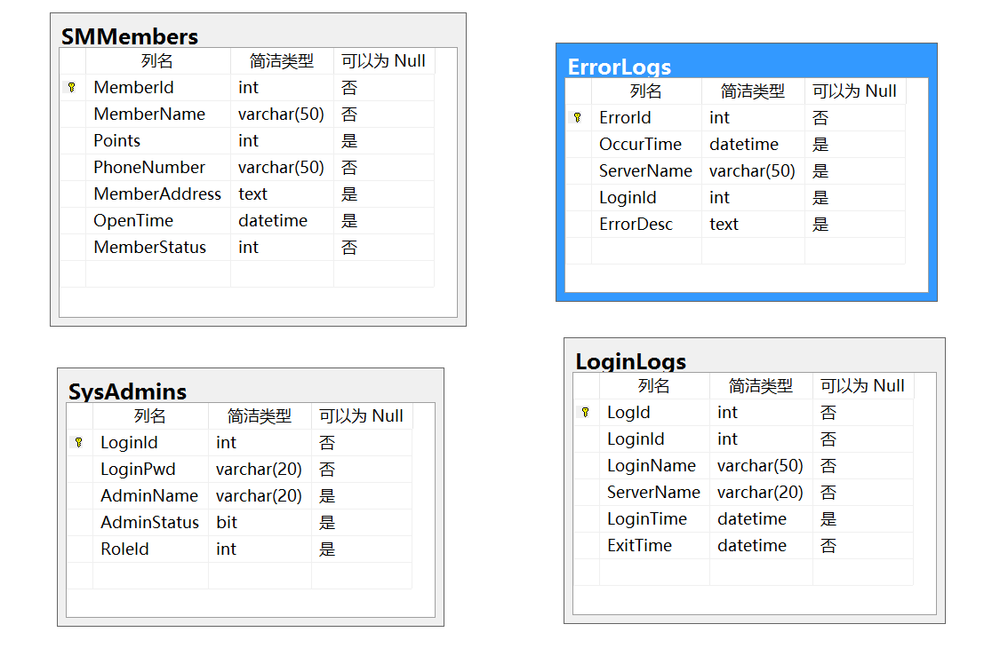 SMMembers
列名 简洁类型 可以为 Null
MemberId int 否
MemberName varchar(50) 否
Points int 是
PhoneNumber varchar(50) 否
MemberAddress text 是
OpenTime datetime 是
MemberStatus int 否
ErrorLogs
列名 简洁类型 可以为 Null
ErrorId int 否
OccurTime datetime 是
ServerName varchar(50) 是
LoginId int 是
ErrorDesc text 是
SysAdmins
列名 简洁类型 可以为 Null
LoginId int 否
LoginPwd varchar(20) 否
AdminName varchar(20) 是
AdminStatus bit 是
RoleId int 是
LoginLogs
列名 简洁类型 可以为 Null
LogId int 否
LoginId int 否
LoginName varchar(50) 否
ServerName varchar(20) 否
LoginTime datetime 是
ExitTime datetime 否